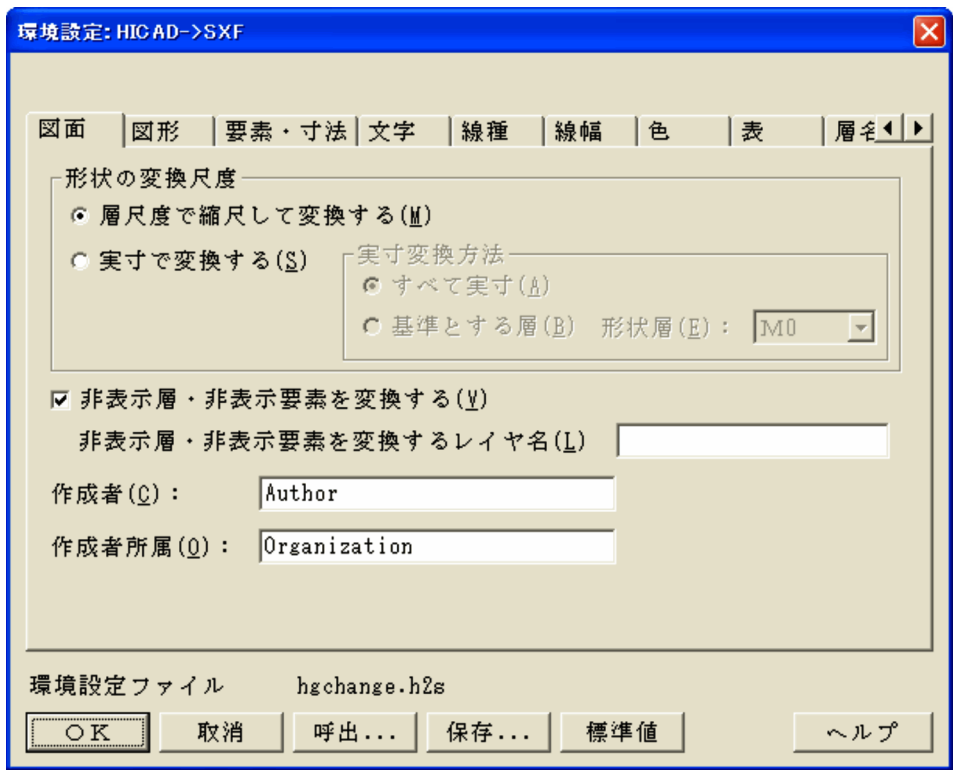 環境設定: HICAD->SXF
図面 図形 要素・寸法 文字 線種 線幅 色 表 層名
形状の変換尺度
層尺度で縮尺して変換する(M)
実寸で変換する(S)
実寸変換方法
すべて実寸(A)
基準とする層(B) 形状層(E)： M0
非表示層・非表示要素を変換する(V)
非表示層・非表示要素を変換するレイヤ名(L)
作成者(C)： Author
作成者所属(O)： Organization
環境設定ファイル hgchange.h2s
OK 取消 呼出... 保存... 標準値 ヘルプ